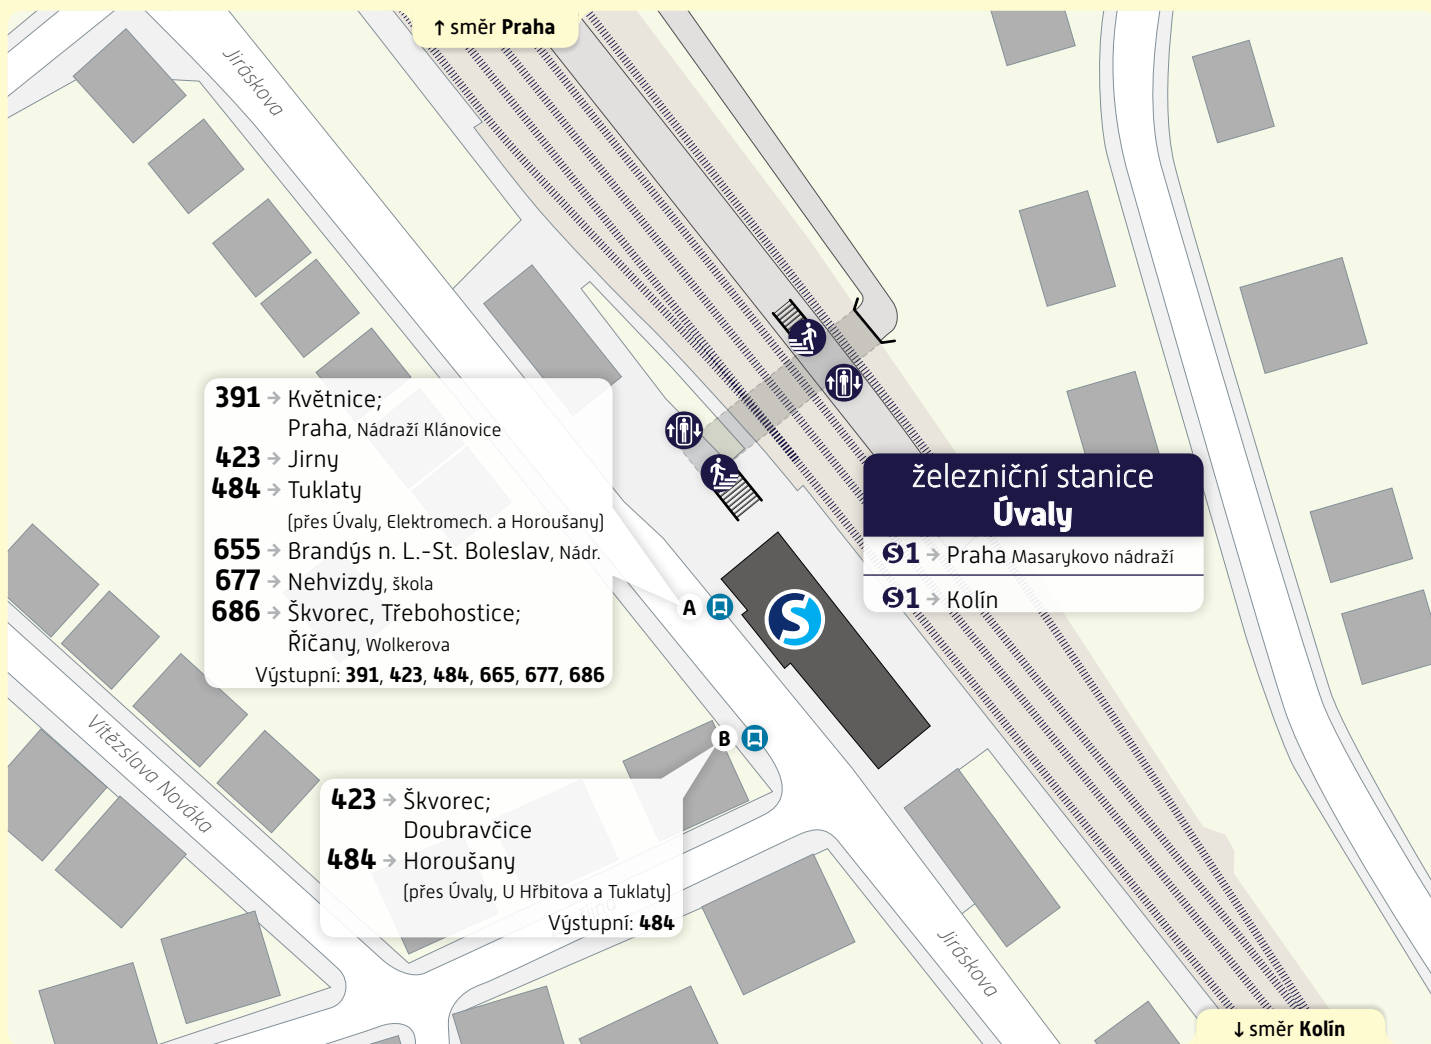 ↑ směr Praha
Jiráskova
391 → Květnice;
Praha, Nádraží Klánovice
423 → Jirny
484 → Tuklaty
(přes Úvaly, Elektromech. a Horoušany)
655 → Brandýs n. L.-St. Boleslav, Nádr.
677 → Nehvizdy, škola
686 → Škvorec, Třebohostice;
Říčany, Wolkerova
Výstupní: 391, 423, 484, 665, 677, 686
železniční stanice
Úvaly
S1 → Praha Masarykovo nádraží
S1 → Kolín
A
S
B
Vítězslava Nováka
423 → Škvorec;
Doubravčice
484 → Horoušany
(přes Úvaly, U Hřbitova a Tuklaty)
Výstupní: 484
Jiráskova
↓ směr Kolín